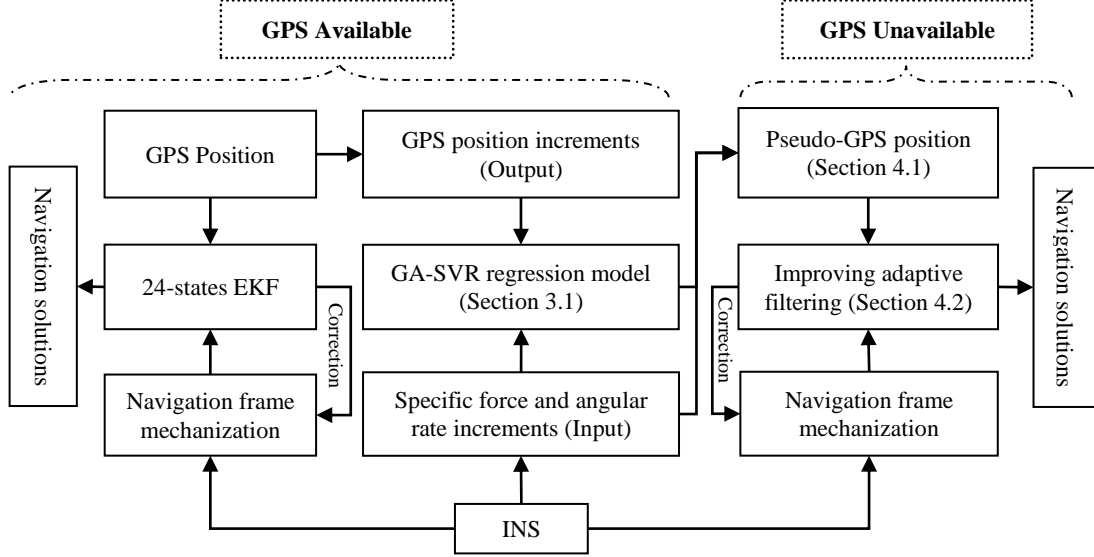 GPS Available
GPS Unavailable
GPS Position
GPS position increments
(Output)
Pseudo-GPS position
(Section 4.1)
Navigation solutions
24-states EKF
Correction
GA-SVR regression model
(Section 3.1)
Correction
Improving adaptive
filtering (Section 4.2)
Navigation solutions
Navigation frame
mechanization
Specific force and angular
rate increments (Input)
Navigation frame
mechanization
INS